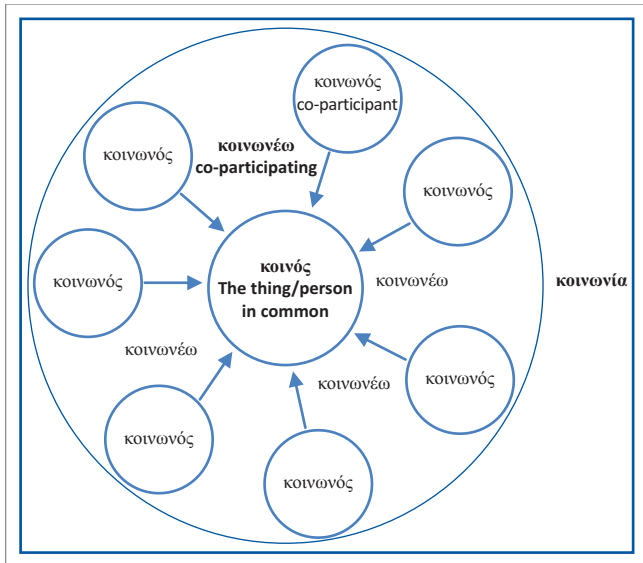 κοινωνός
co-participant
κοινωνέω
co-participating
κοινωνός
κοινωνός
κοινός
The thing/person
in common
κοινωνέω
κοινωνία
κοινωνός
κοινωνέω
κοινωνέω
κοινωνός
κοινωνός
κοινωνός